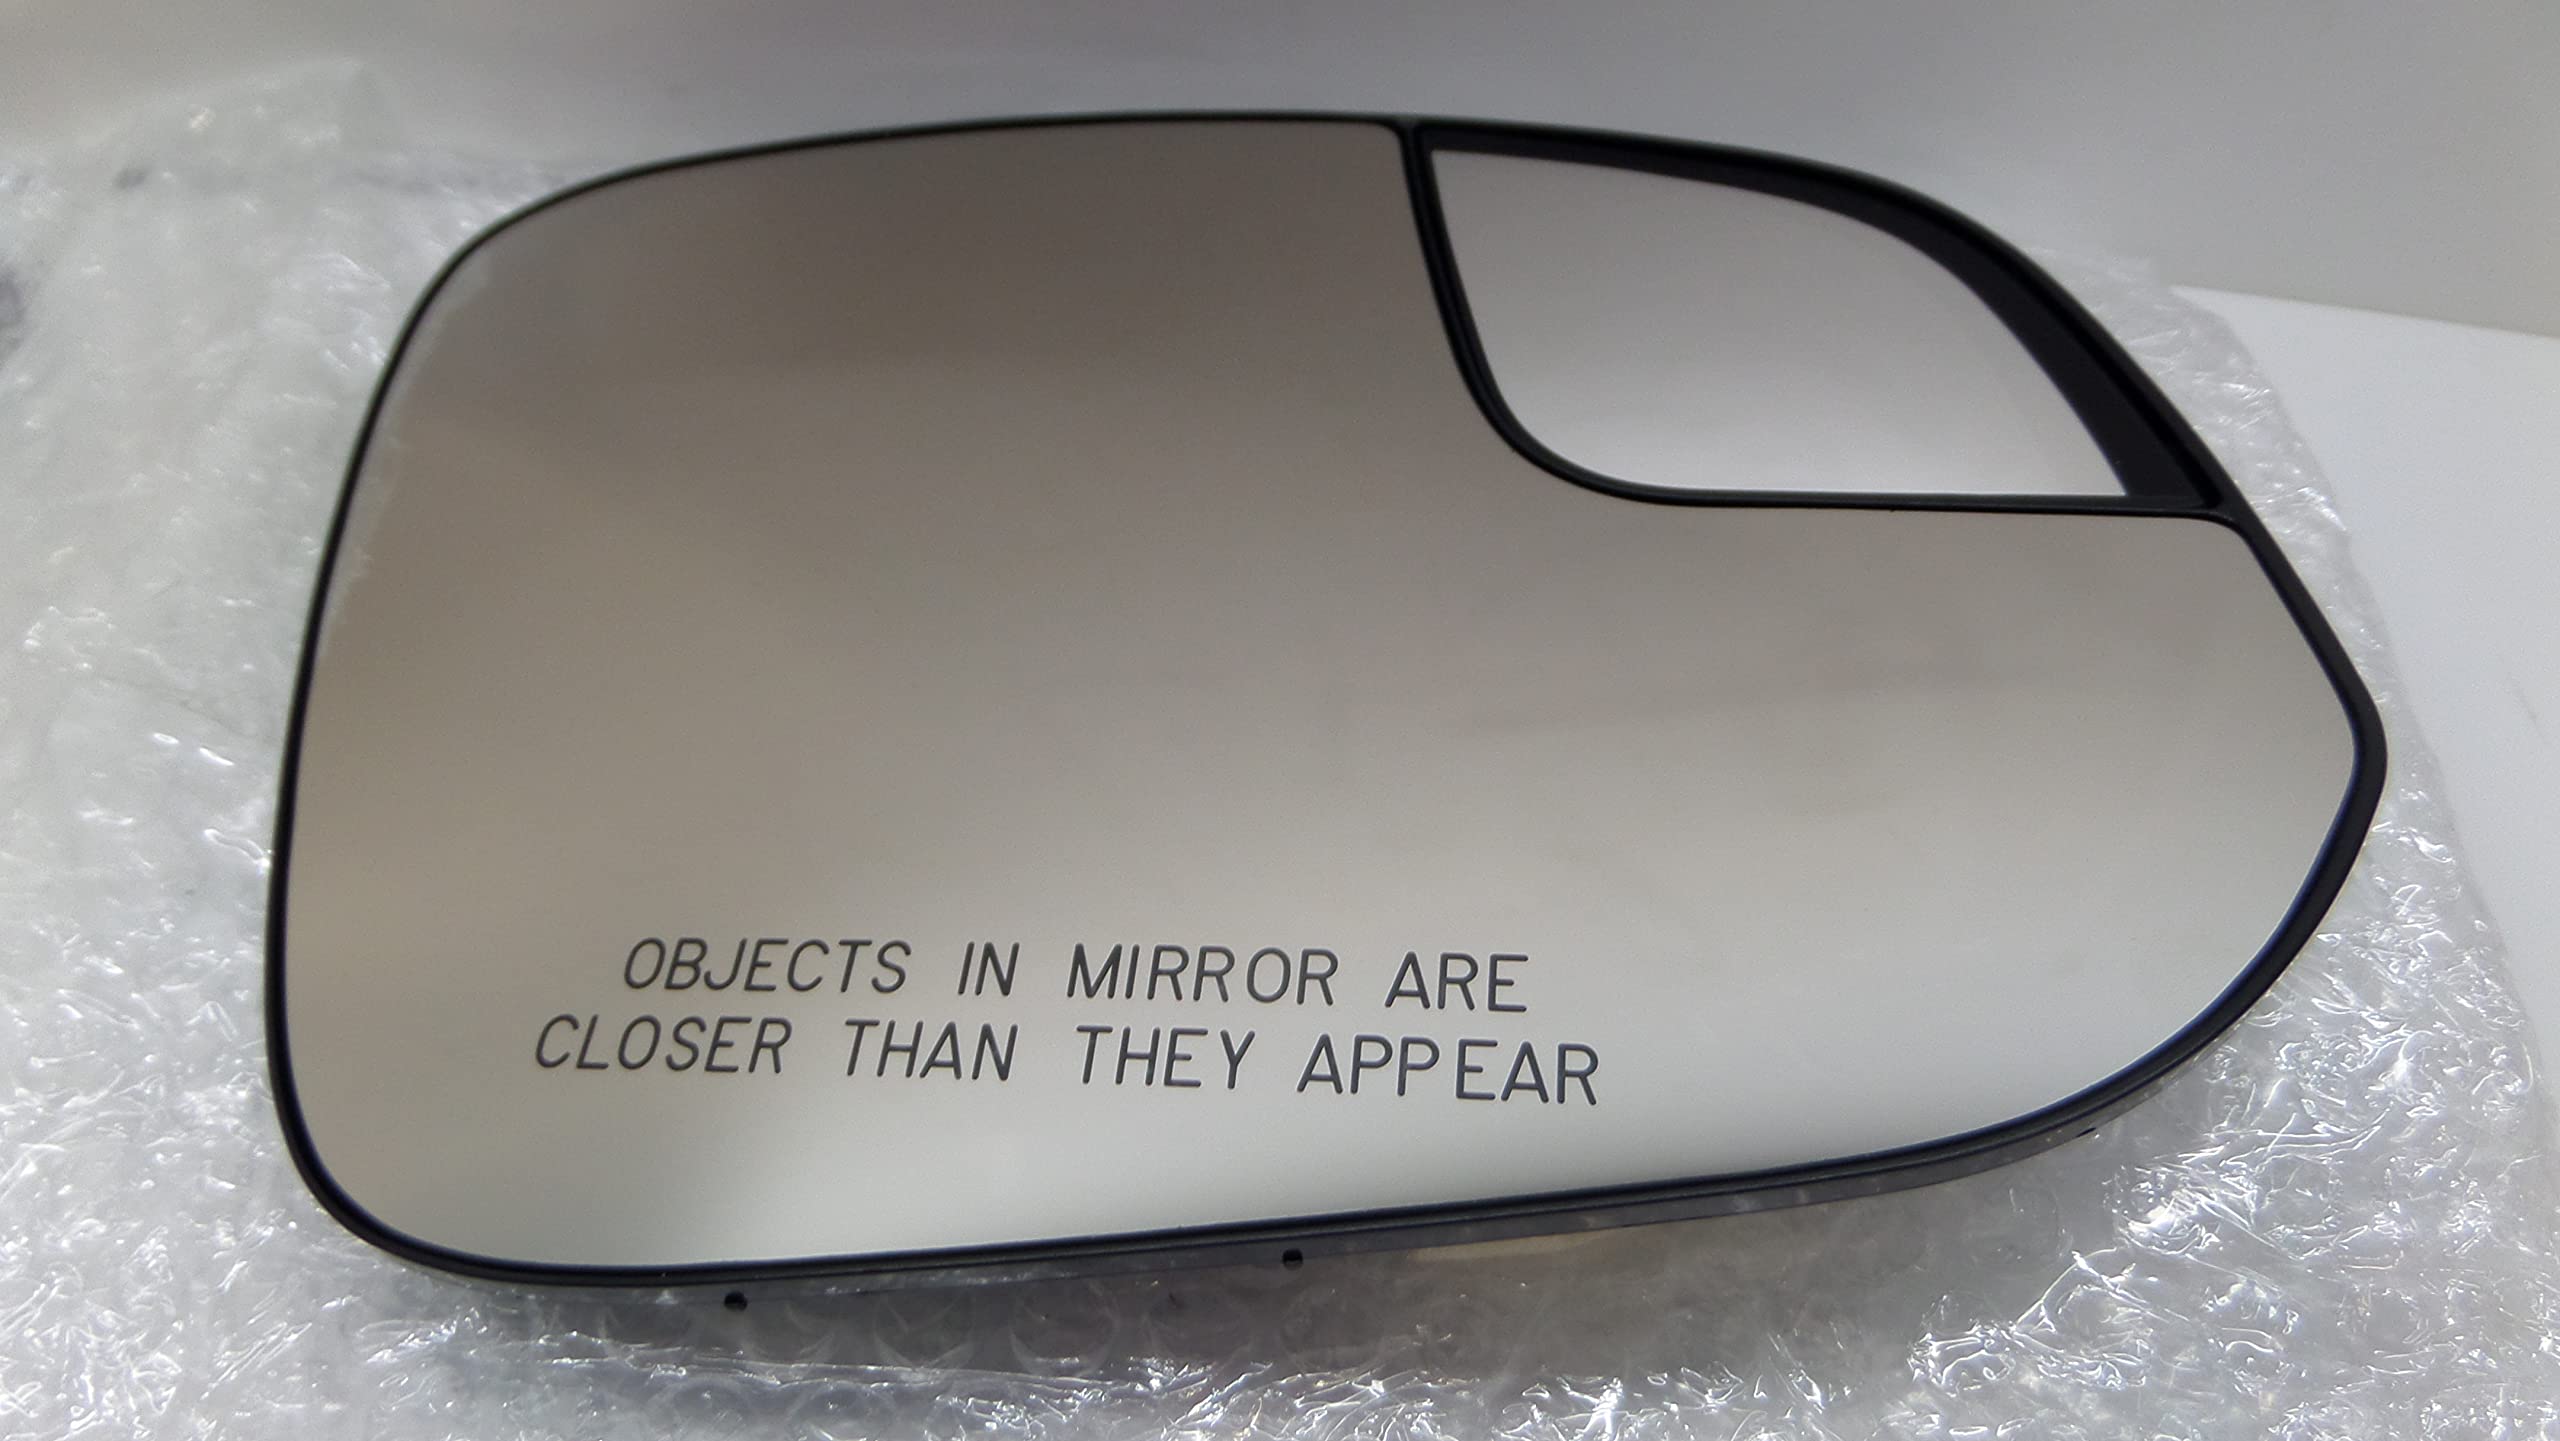 OBJECTS IN MIRROR ARE
CLOSER THAN THEY APPEAR